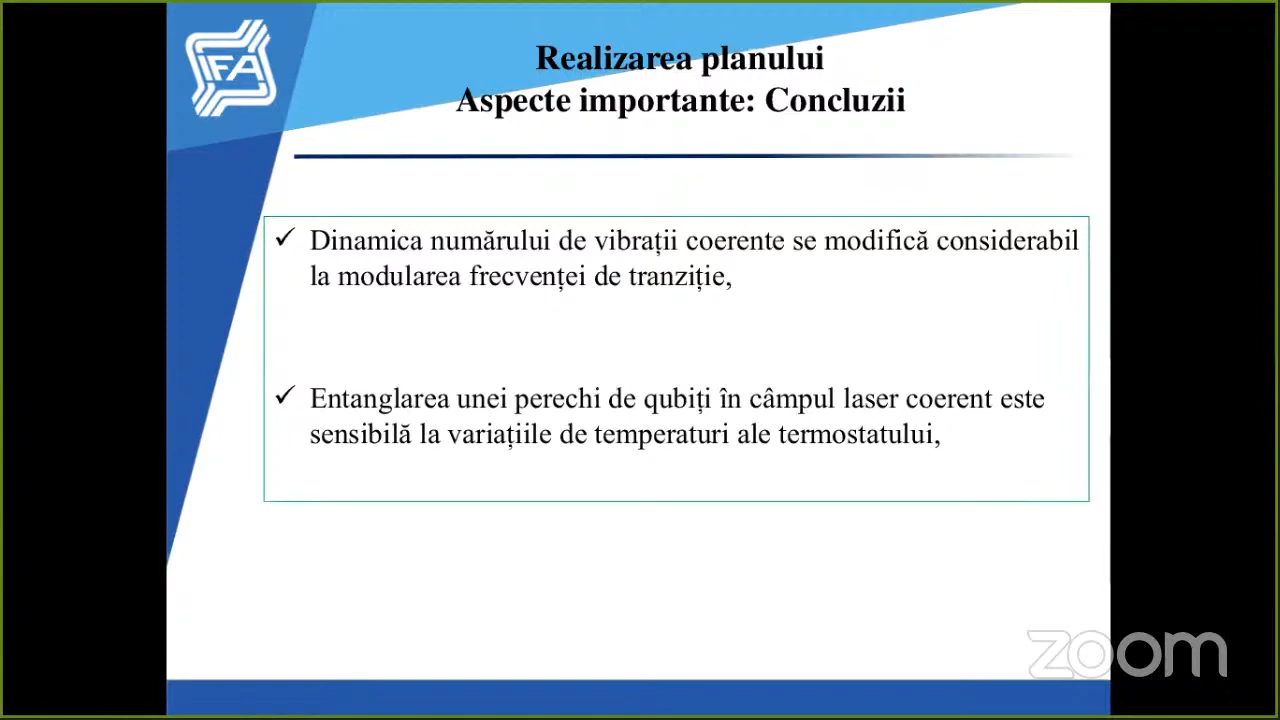 IFA
Realizarea planului
Aspecte importante: Concluzii
✓ Dinamica numărului de vibrații coerente se modifică considerabil
la modularea frecvenței de tranziție,
✓ Entanglarea unei perechi de qubiți în câmpul laser coerent este
sensibilă la variațiile de temperaturi ale termostatului,
zoom